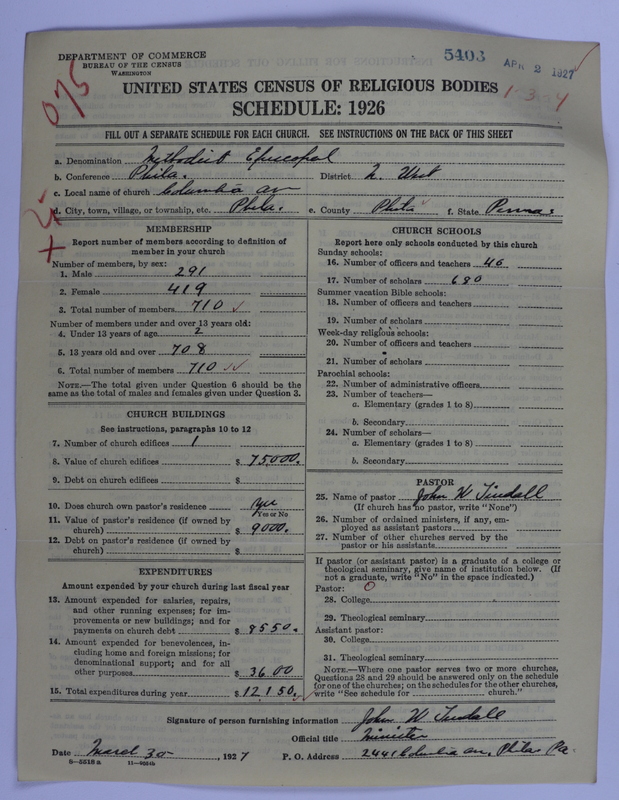 DEPARTMENT OF COMMERCE
BUREAU OF THE CENSUS
WASHINGTON
5403
APR 2 1927
075
1-3-24
UNITED STATES CENSUS OF RELIGIOUS BODIES
SCHEDULE: 1926
FILL OUT A SEPARATE SCHEDULE FOR EACH CHURCH. SEE INSTRUCTIONS ON THE BACK OF THIS SHEET
a. Denomination Methodist Episcopal
b. Conference Phila. District N. West
c. Local name of church Columbia av
d. City, town, village, or township, etc. Phila. e. County Phila f. State Penna.
MEMBERSHIP
Report number of members according to definition of
member in your church
Number of members, by sex:
1. Male 291
2. Female 419
3. Total number of members 710
Number of members under and over 13 years old:
4. Under 13 years of age 2
5. 13 years old and over 708
6. Total number of members 710
NOTE.—The total given under Question 6 should be
same as the total of males and females given under Question 3.
CHURCH BUILDINGS
See instructions, paragraphs 10 to 12
7. Number of church edifices 1
8. Value of church edifices $ 75,000.
9. Debt on church edifices $
10. Does church own pastor's residence yes
Yes or No
11. Value of pastor's residence (if owned by
church) $ 9000.
12. Debt on pastor's residence (if owned by
church) $
EXPENDITURES
Amount expended by your church during last fiscal year
13. Amount expended for salaries, repairs,
and other running expenses; for im-
provements or new buildings; and for
payments on church debt $ 8550.
14. Amount expended for benevolences, in-
cluding home and foreign missions; for
denominational support; and for all
other purposes $ 3600
15. Total expenditures during year $ 12150.
CHURCH SCHOOLS
Report here only schools conducted by this church
Sunday schools:
16. Number of officers and teachers 46
17. Number of scholars 680
Summer vacation Bible schools:
18. Number of officers and teachers
19. Number of scholars
Week-day religious schools:
20. Number of officers and teachers
21. Number of scholars
Parochial schools:
22. Number of administrative officers
23. Number of teachers—
a. Elementary (grades 1 to 8)
b. Secondary
24. Number of scholars—
a. Elementary (grades 1 to 8)
b. Secondary
PASTOR
25. Name of pastor John W Tindall
(If church has no pastor, write "None")
26. Number of ordained ministers, if any, em-
ployed as assistant pastors
27. Number of other churches served by the
pastor or his assistants
If pastor (or assistant pastor) is a graduate of a college or
theological seminary, give name of institution below. (If
not a graduate, write "No" in the space indicated.)
Pastor: 0
28. College
29. Theological seminary
Assistant pastor:
30. College
31. Theological seminary
NOTE.—Where one pastor serves two or more churches,
Questions 28 and 29 should be answered only on the schedule
for one of the churches; on the schedules for the other churches,
write "See schedule for church."
Signature of person furnishing information John W Tindall
Official title Minister
Date March 30, 1927 P. O. Address 2441 Columbia av, Phila Pa.
8—5518 a